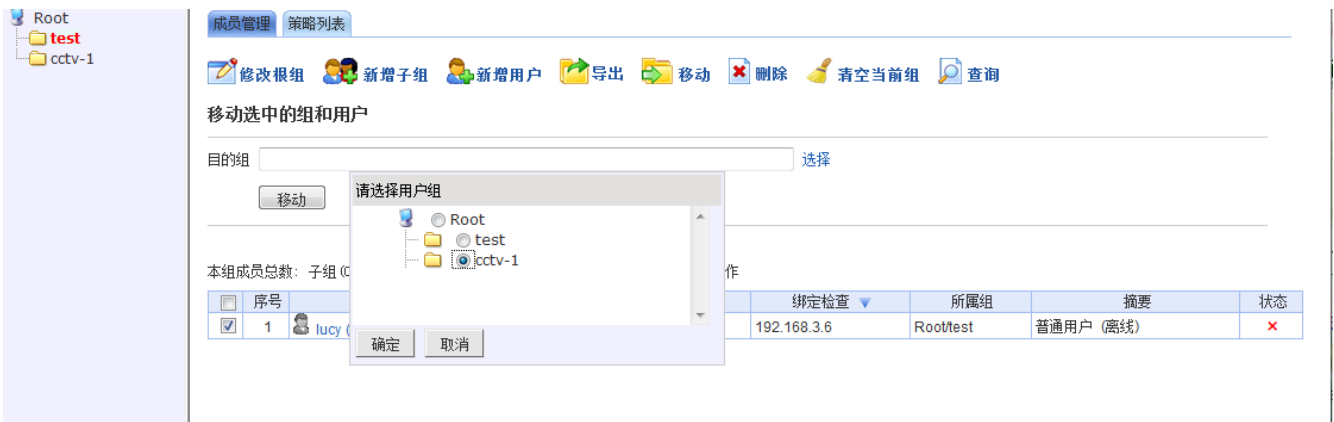 Root
test
cctv-1
成员管理 策略列表
修改根组 新增子组 新增用户 导出 移动 删除 清空当前组 查询
移动选中的组和用户
目的组 选择
移动
请选择用户组
Root
test
cctv-1
确定 取消
本组成员总数: 子组 作
序号 绑定检查 所属组 摘要 状态
1 lucy ( 192.168.3.6 Root/test 普通用户 (离线)